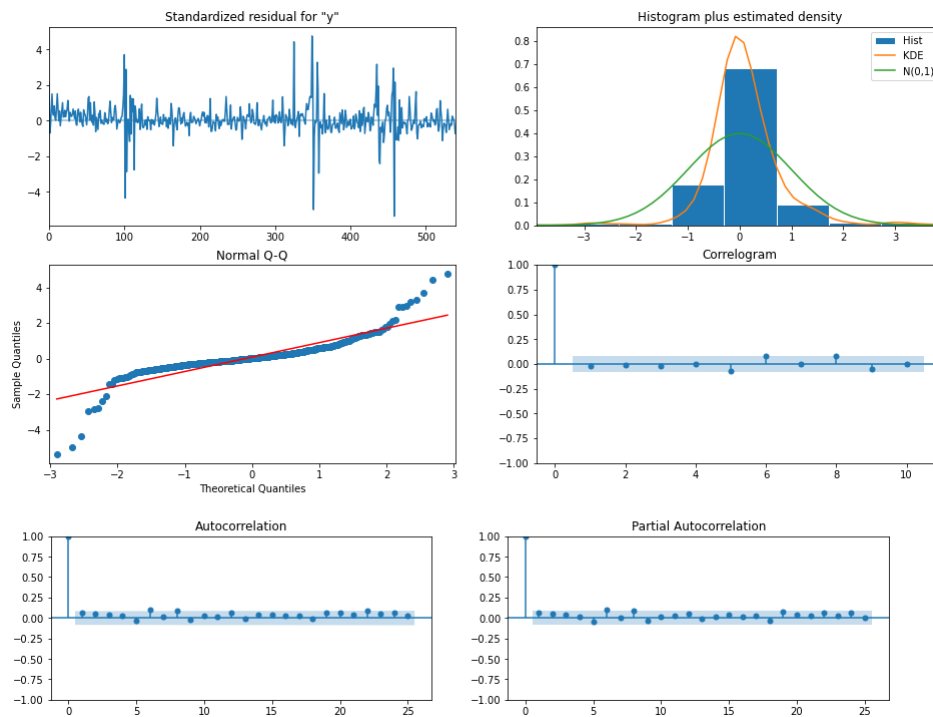 Standardized residual for "y"
4
2
0
−2
−4
0 100 200 300 400 500
Histogram plus estimated density
0.8
0.7
0.6
0.5
0.4
0.3
0.2
0.1
0.0
−3 −2 −1 0 1 2 3
Hist
KDE
N(0,1)
Normal Q-Q
Sample Quantiles
4
2
0
−2
−4
−3 −2 −1 0 1 2 3
Theoretical Quantiles
Correlogram
1.00
0.75
0.50
0.25
0.00
−0.25
−0.50
−0.75
−1.00
0 2 4 6 8 10
Autocorrelation
1.00
0.75
0.50
0.25
0.00
−0.25
−0.50
−0.75
−1.00
0 5 10 15 20 25
Partial Autocorrelation
1.00
0.75
0.50
0.25
0.00
−0.25
−0.50
−0.75
−1.00
0 5 10 15 20 25